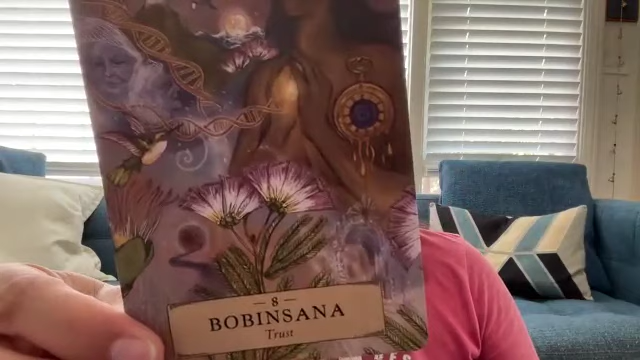 — 8 —
BOBINSANA
Trust